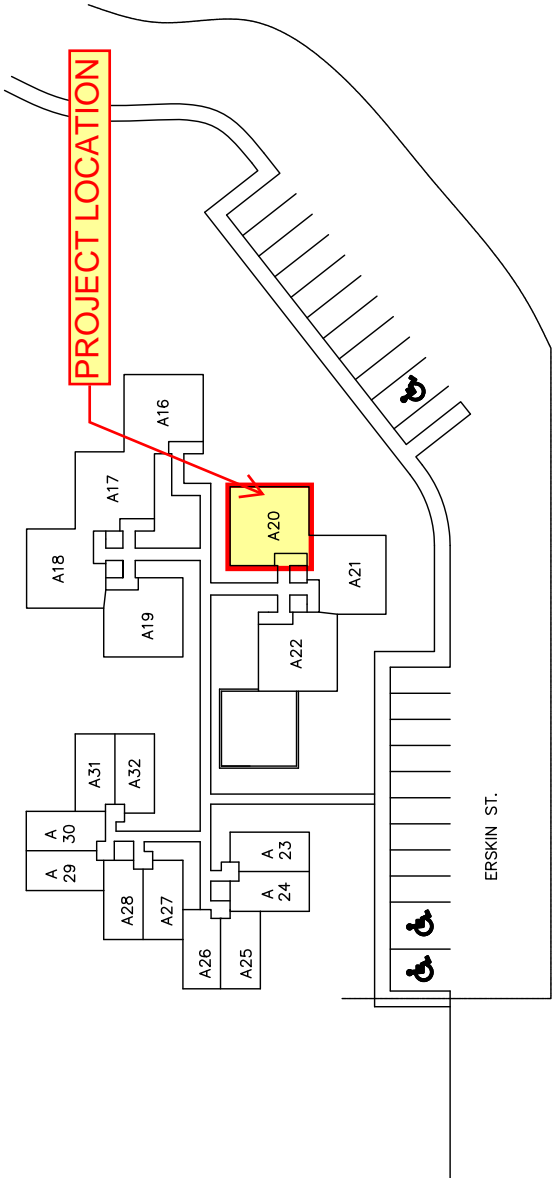 PROJECT LOCATION
A16
A17
A18
A19
A20
A21
A22
A31
A32
A
30
A
29
A28
A27
A26
A25
A
23
A
24
ERSKIN ST.